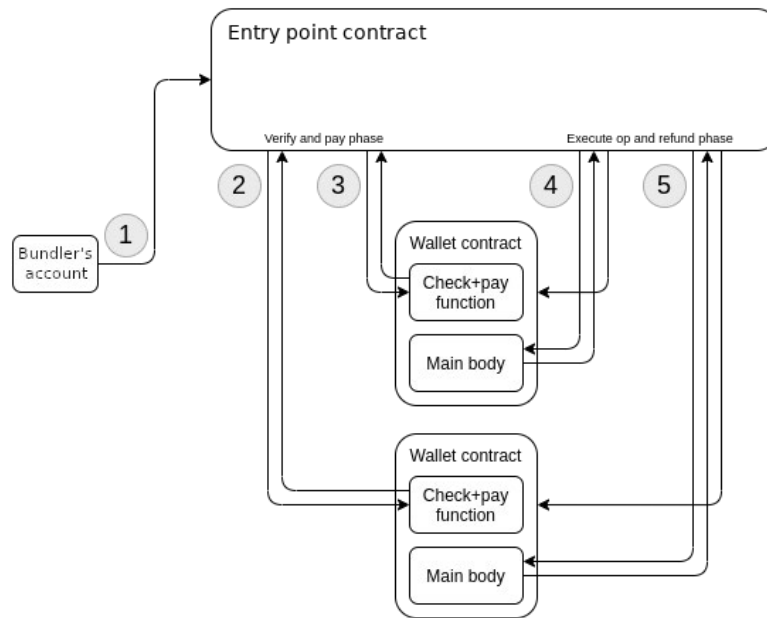 Entry point contract
Verify and pay phase
Execute op and refund phase
2
3
4
5
1
Bundler's
account
Wallet contract
Check+pay
function
Main body
Wallet contract
Check+pay
function
Main body